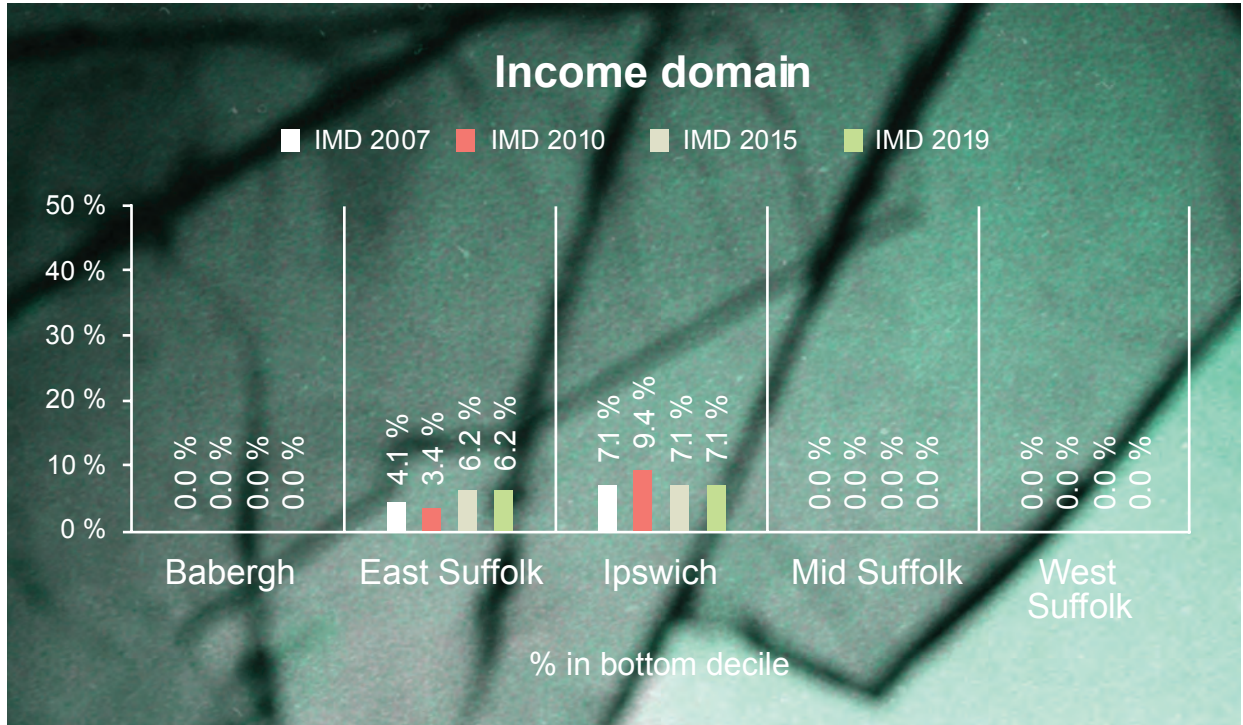 Income domain
IMD 2007 IMD 2010 IMD 2015 IMD 2019
50 %
40 %
30 %
20 %
10 %
0 %
0.0 % 0.0 % 0.0 % 0.0 %
4.1 % 3.4 % 6.2 % 6.2 %
7.1 % 9.4 % 7.1 % 7.1 %
0.0 % 0.0 % 0.0 % 0.0 %
0.0 % 0.0 % 0.0 % 0.0 %
Babergh
East Suffolk
Ipswich
Mid Suffolk
West
Suffolk
% in bottom decile